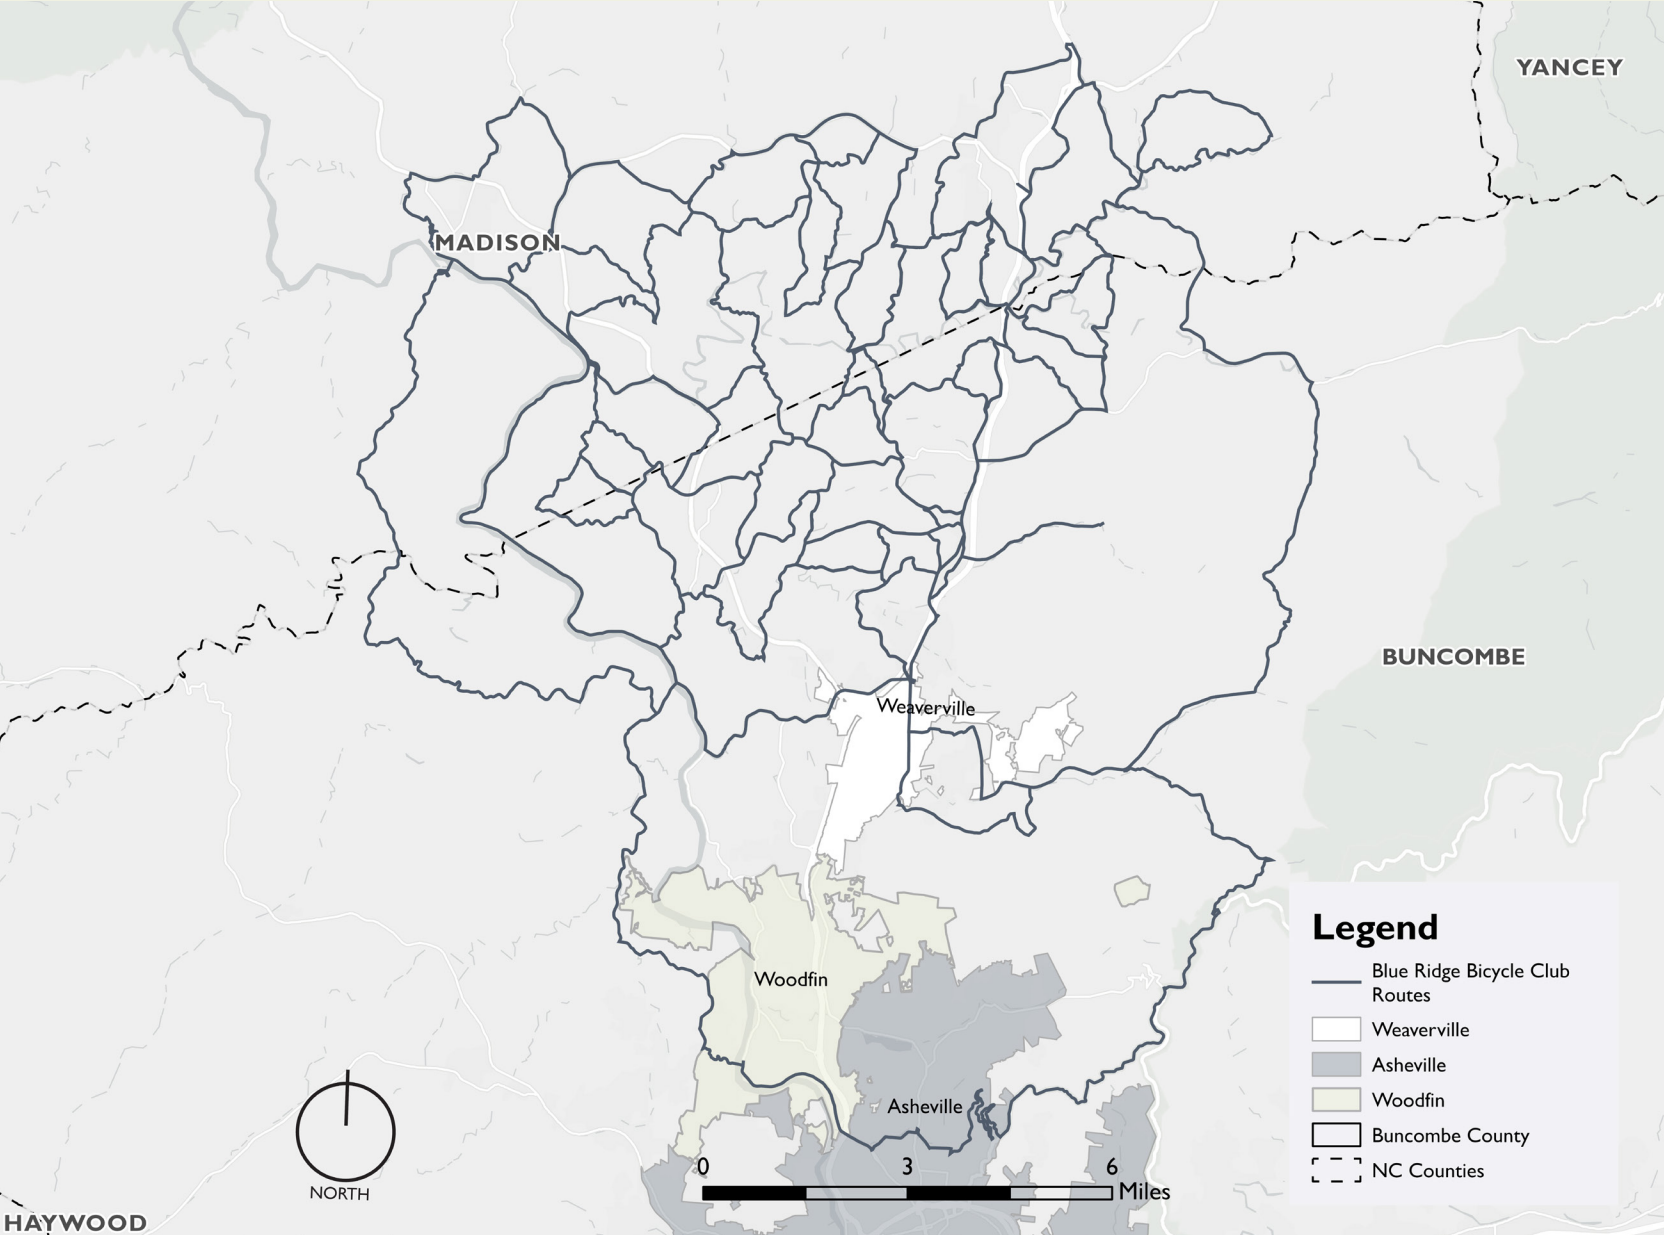 YANCEY
MADISON
BUNCOMBE
Weaverville
Woodfin
Asheville
HAYWOOD
NORTH
0 3 6
Miles
Legend
Blue Ridge Bicycle Club
Routes
Weaverville
Asheville
Woodfin
Buncombe County
NC Counties